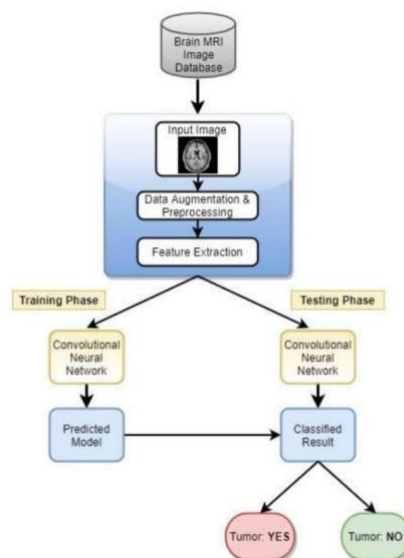 Brain MRI
Image
Database
Input Image
Data Augmentation &
Preprocessing
Feature Extraction
Training Phase
Testing Phase
Convolutional
Neural
Network
Convolutional
Neural
Network
Predicted
Model
Classified
Result
Tumor: YES
Tumor: NO